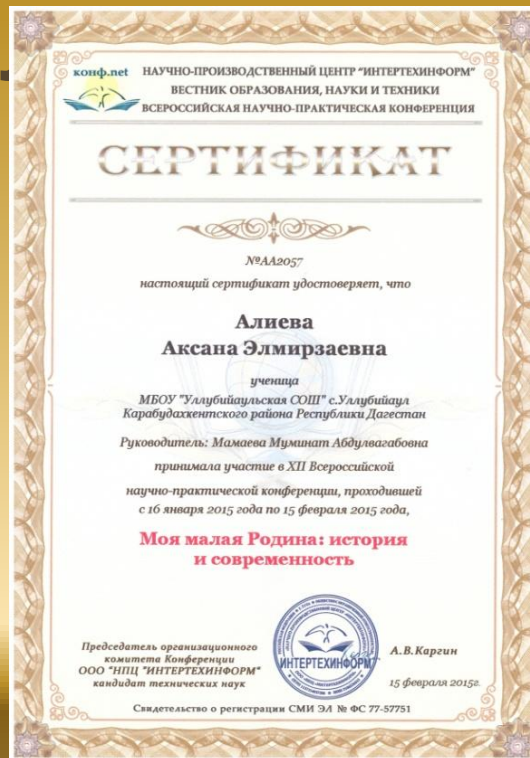 конф.net
НАУЧНО-ПРОИЗВОДСТВЕННЫЙ ЦЕНТР "ИНТЕРТЕХИНФОРМ"
ВЕСТНИК ОБРАЗОВАНИЯ, НАУКИ И ТЕХНИКИ
ВСЕРОССИЙСКАЯ НАУЧНО-ПРАКТИЧЕСКАЯ КОНФЕРЕНЦИЯ
СЕРТИФИКАТ
№АА2057
настоящий сертификат удостоверяет, что
Алиева
Аксана Элмирзаевна
ученица
МБОУ "Уллубийаульская СОШ" с.Уллубийаул
Карабудахкентского района Республики Дагестан
Руководитель: Мамаева Муминат Абдулвагабовна
принимала участие в XII Всероссийской
научно-практической конференции, проходившей
с 16 января 2015 года по 15 февраля 2015 года,
Моя малая Родина: история
и современность
Председатель организационного
комитета Конференции
ООО "НПЦ "ИНТЕРТЕХИНФОРМ"
кандидат технических наук
ИНТЕРТЕХИНФОРМ
А.В.Каргин
15 февраля 2015г.
Свидетельство о регистрации СМИ ЭЛ № ФС 77-57751